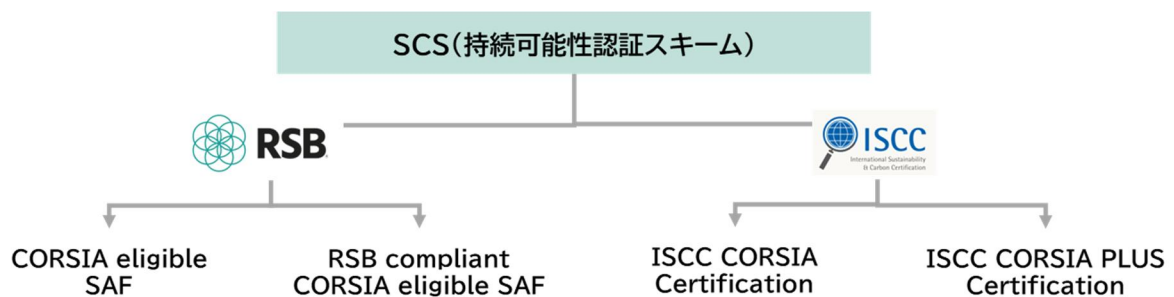 SCS（持続可能性認証スキーム）
RSB
ISCC
International Sustainability
& Carbon Certification
CORSIA eligible
SAF
RSB compliant
CORSIA eligible SAF
ISCC CORSIA
Certification
ISCC CORSIA PLUS
Certification